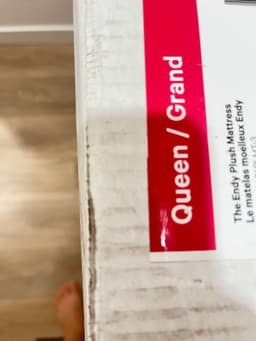 Queen / Grand
The Endy Plush Mattress
Le matelas moelleux Endy